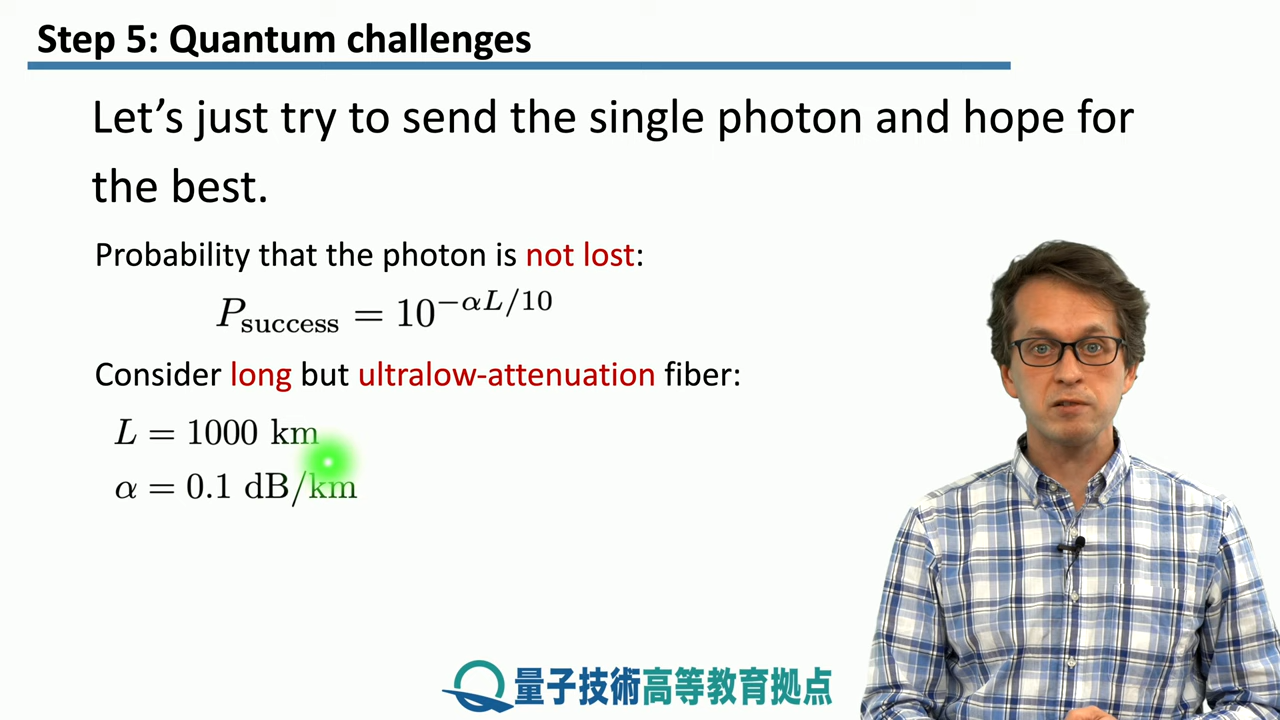 Step 5: Quantum challenges
Let’s just try to send the single photon and hope for
the best.
Probability that the photon is not lost:
P_success = 10^{−αL/10}
Consider long but ultralow-attenuation fiber:
L = 1000 km
α = 0.1 dB/km
量子技術高等教育拠点